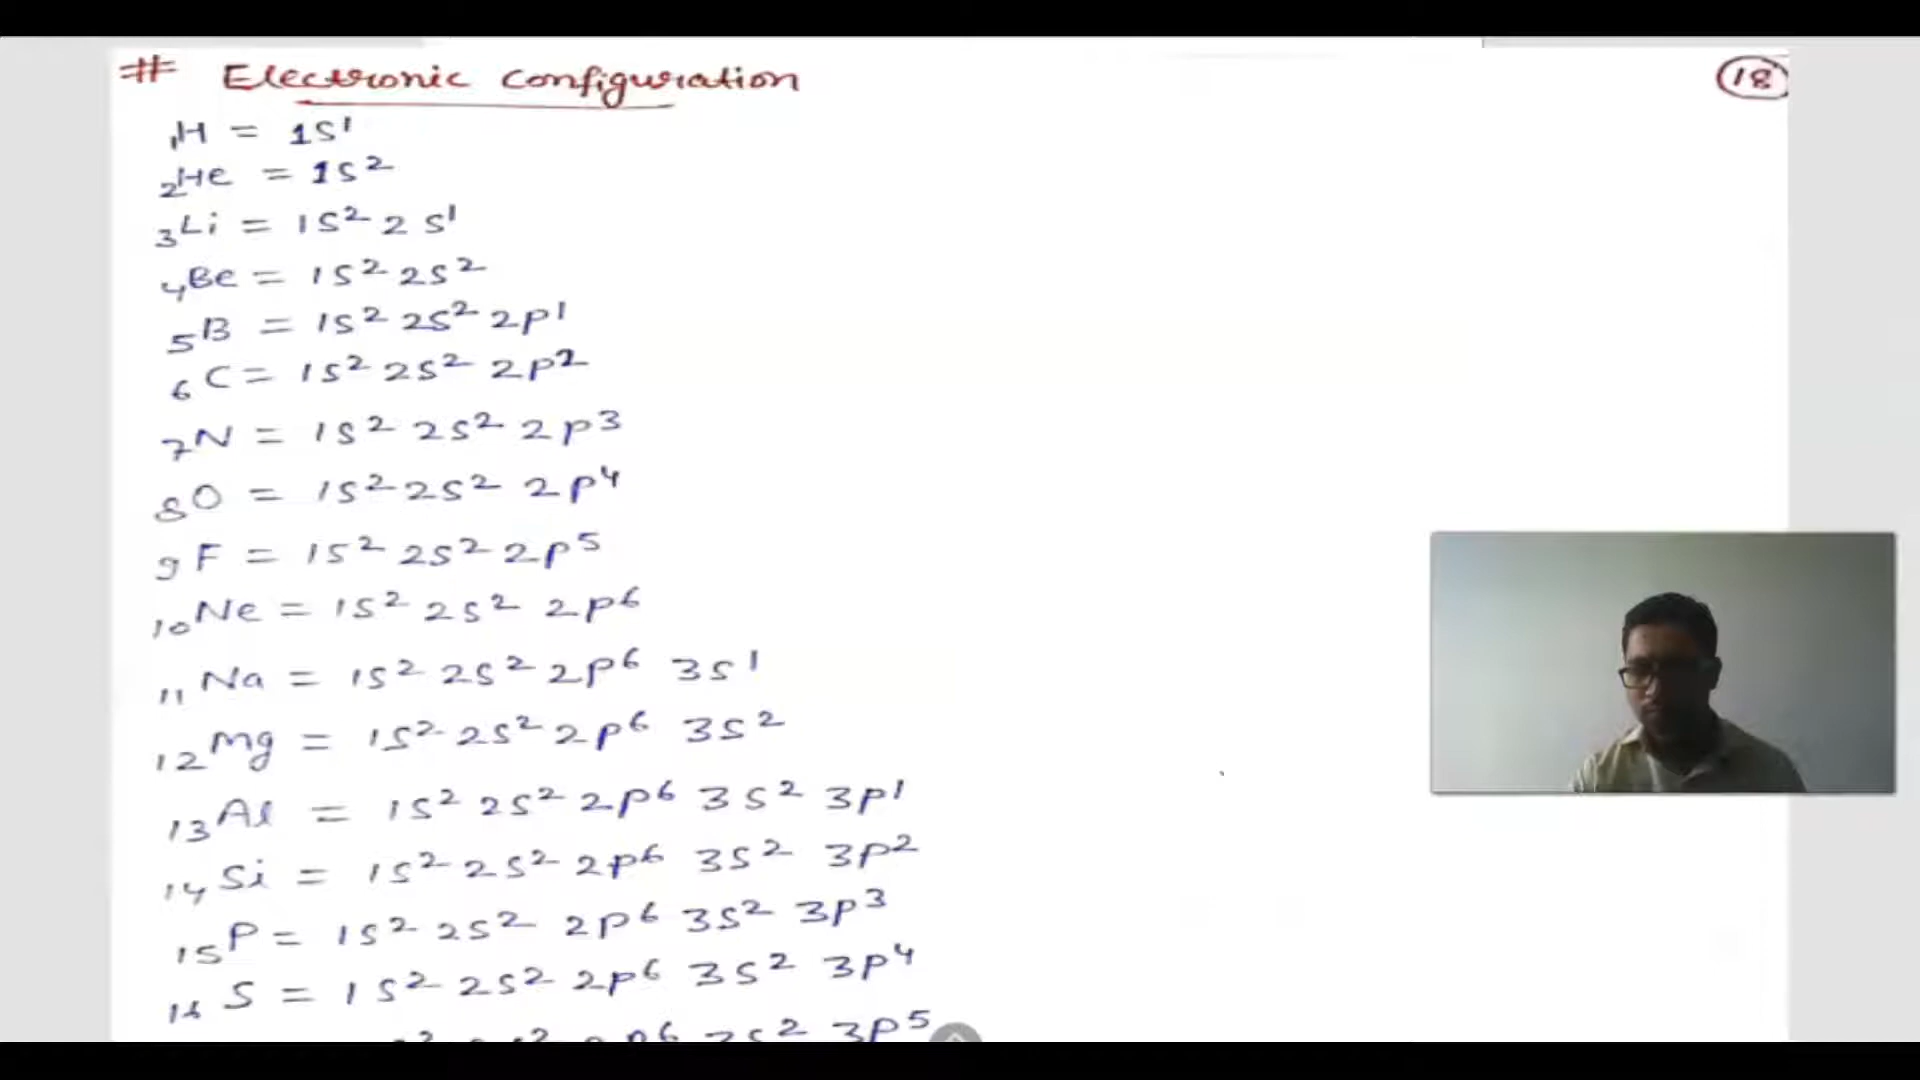 # Electronic configuration
18
₁H = 1s¹
₂He = 1s²
₃Li = 1s² 2s¹
₄Be = 1s² 2s²
₅B = 1s² 2s² 2p¹
₆C = 1s² 2s² 2p²
₇N = 1s² 2s² 2p³
₈O = 1s² 2s² 2p⁴
₉F = 1s² 2s² 2p⁵
₁₀Ne = 1s² 2s² 2p⁶
₁₁Na = 1s² 2s² 2p⁶ 3s¹
₁₂Mg = 1s² 2s² 2p⁶ 3s²
₁₃Al = 1s² 2s² 2p⁶ 3s² 3p¹
₁₄Si = 1s² 2s² 2p⁶ 3s² 3p²
₁₅P = 1s² 2s² 2p⁶ 3s² 3p³
₁₆S = 1s² 2s² 2p⁶ 3s² 3p⁴
3p⁵